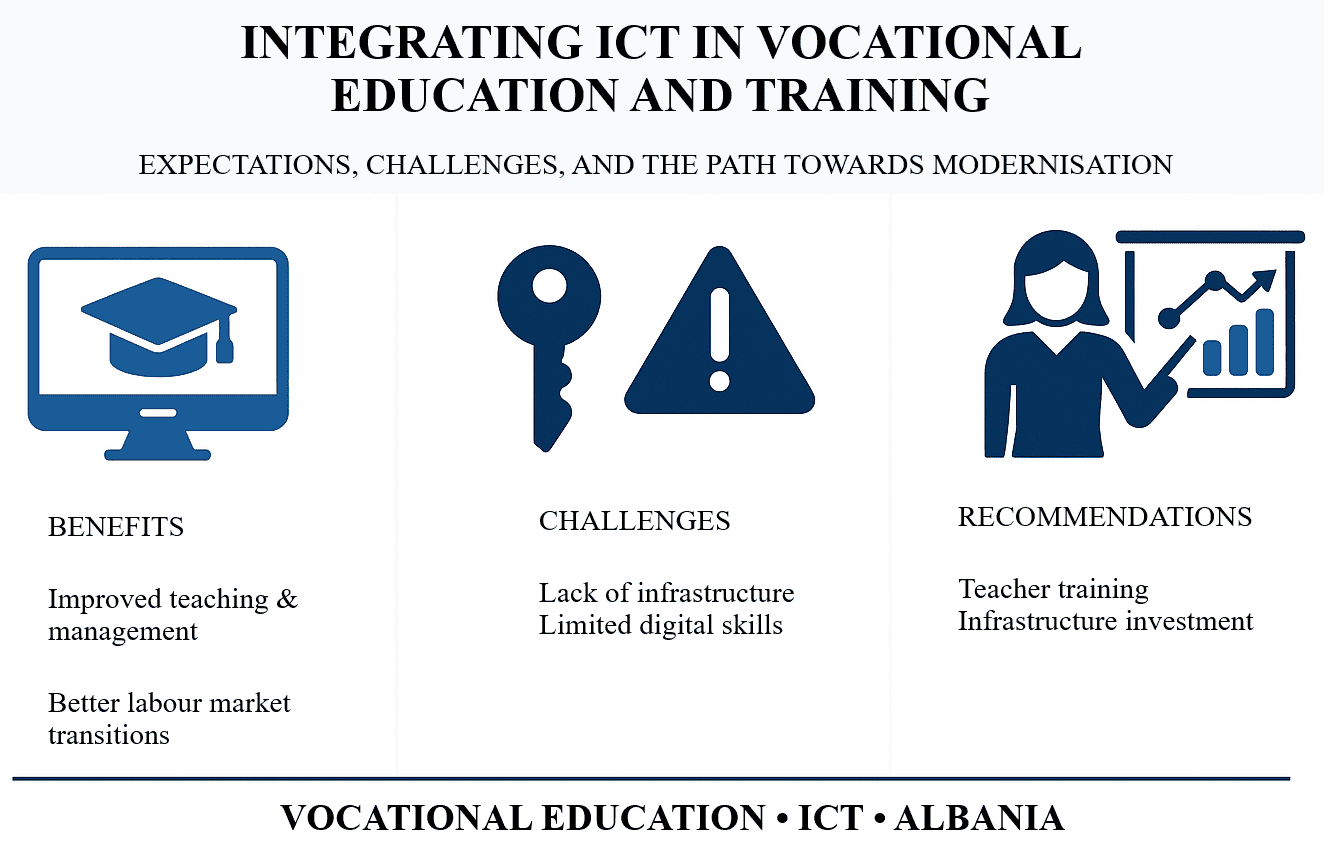 INTEGRATING ICT IN VOCATIONAL
EDUCATION AND TRAINING
EXPECTATIONS, CHALLENGES, AND THE PATH TOWARDS MODERNISATION
BENEFITS
Improved teaching &
management
Better labour market
transitions
CHALLENGES
Lack of infrastructure
Limited digital skills
RECOMMENDATIONS
Teacher training
Infrastructure investment
VOCATIONAL EDUCATION • ICT • ALBANIA